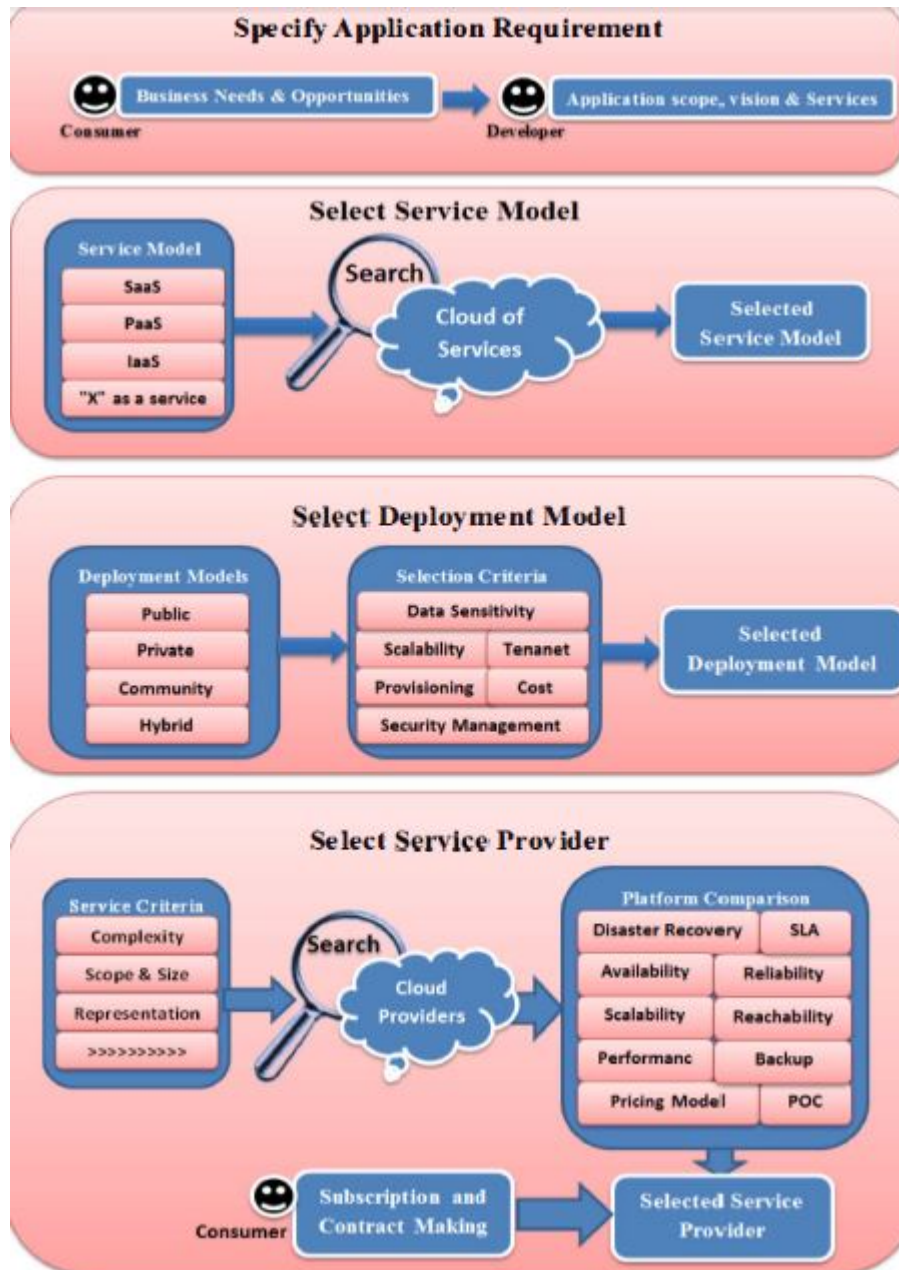 Specify Application Requirement
Business Needs & Opportunities
Application scope, vision & Services
Consumer
Developer
Select Service Model
Service Model
SaaS
PaaS
IaaS
"X" as a service
Search
Cloud of
Services
Selected
Service Model
Select Deployment Model
Deployment Models
Public
Private
Community
Hybrid
Selection Criteria
Data Sensitivity
Scalability
Tenanet
Provisioning
Cost
Security Management
Selected
Deployment Model
Select Service Provider
Service Criteria
Complexity
Scope & Size
Representation
>>>>>>>>>>
Search
Cloud
Providers
Platform Comparison
Disaster Recovery
SLA
Availability
Reliability
Scalability
Reachability
Performanc
Backup
Pricing Model
POC
Consumer
Subscription and
Contract Making
Selected Service
Provider